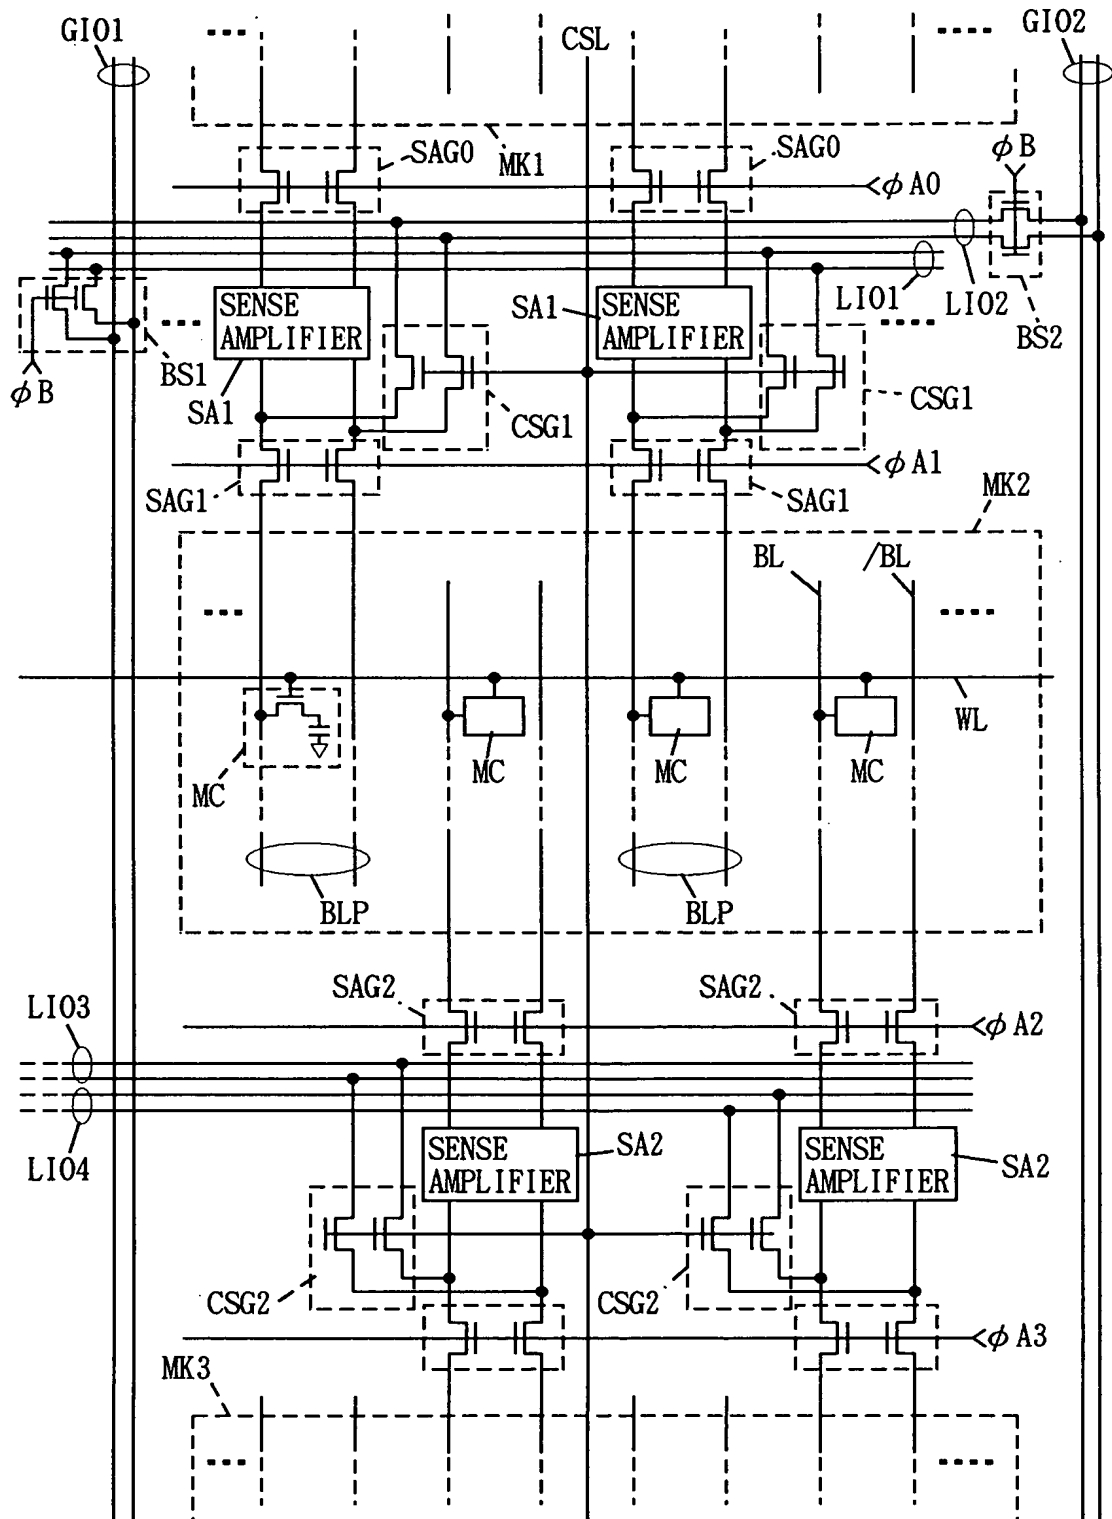 GIO1
CSL
GIO2
SAG0
MK1
SAG0
φB
φA0
SENSE
AMPLIFIER
SA1
SENSE
AMPLIFIER
LIO1
LIO2
BS2
φB
BS1
SA1
CSG1
CSG1
φA1
SAG1
SAG1
MK2
BL
/BL
WL
MC
MC
MC
MC
BLP
BLP
SAG2
SAG2
LIO3
φA2
LIO4
SENSE
AMPLIFIER
SA2
SENSE
AMPLIFIER
SA2
CSG2
CSG2
φA3
MK3